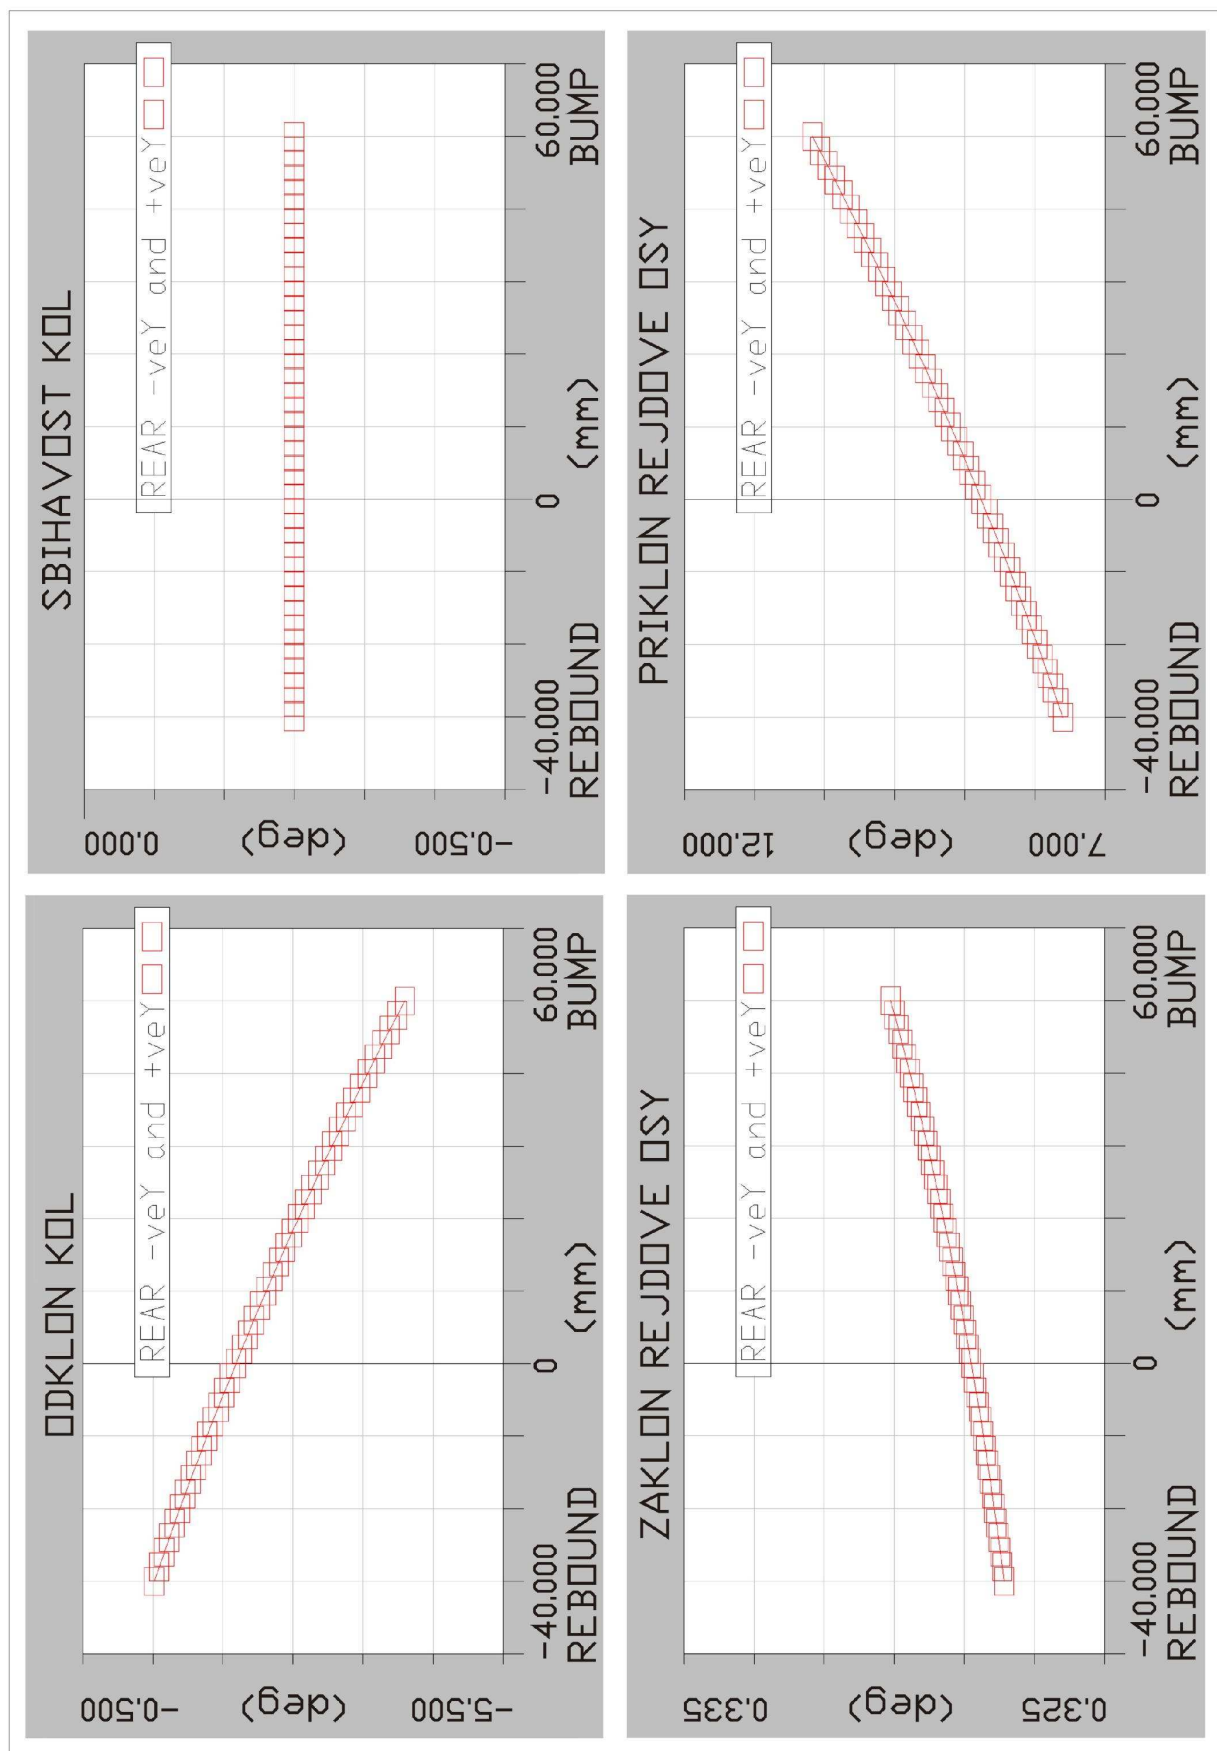 ODKLON KOL
REAR -veY and +veY
-0.500
(deg)
-5.500
-40.000 0 60.000
REBOUND (mm) BUMP
SBIHAVOST KOL
REAR -veY and +veY
0.000
(deg)
-0.500
-40.000 0 60.000
REBOUND (mm) BUMP
ZAKLON REJDOVE OSY
REAR -veY and +veY
0.335
(deg)
0.325
-40.000 0 60.000
REBOUND (mm) BUMP
PRIKLON REJDOVE OSY
REAR -veY and +veY
12.000
(deg)
7.000
-40.000 0 60.000
REBOUND (mm) BUMP